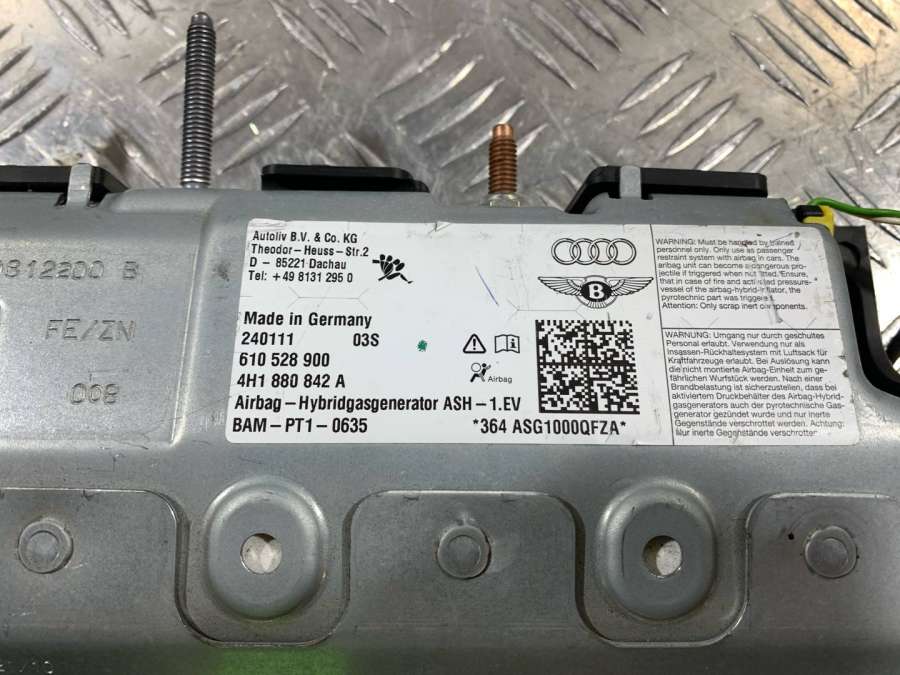 B
FE/ZN
008
Autoliv B.V. & Co. KG
Theodor-Heuss-Str.2
D - 85221 Dachau
Tel: +49 8131 295 0
Made in Germany
240111 03S
610 528 900
4H1 880 842 A
Airbag-Hybridgasgenerator ASH-1.EV
BAM-PT1-0635
B
Airbag
*364 ASG1000QFZA*
WARNING: Must be handled by trained
personnel only. Only use as passenger
restraint system with airbag in cars. The
airbag unit can become a dangerous pro-
jectile if triggered when not fitted. Ensure,
that in case of fire and activated pressure-
vessel of the airbag-hybrid-inflator, the
pyrotechnic part was triggered.
Attention: Only scrap inert components.
WARNUNG: Umgang nur durch geschultes
Personal erlaubt. Verwendung nur als
Insassen-Rückhaltesystem mit Luftsack für
Kraftfahrzeuge erlaubt. Bei Auslösung kann
die nicht montierte Airbag-Einheit zum ge-
fährlichen Wurfstück werden. Nach einer
Brandbelastung ist sicherzustellen, daß bei
aktiviertem Druckbehälter des Airbag-Hybrid-
gasgenerators auch der pyrotechnische Gas-
generator gezündet wurde. Nur inerte
Gegenstände verschrotten. Achtung:
Nur inerte Gegenstände verschrotten.